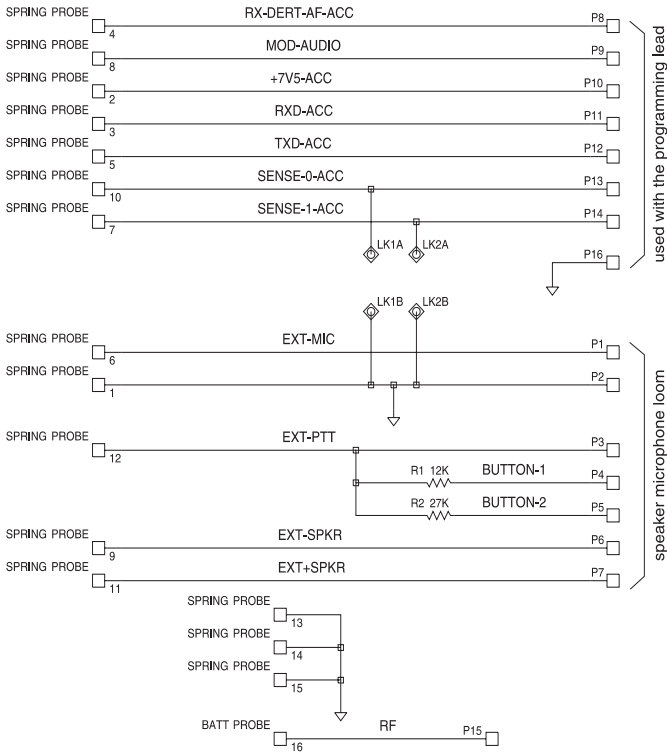 SPRING PROBE 4 RX-DERT-AF-ACC P8
SPRING PROBE 8 MOD-AUDIO P9
SPRING PROBE 2 +7V5-ACC P10
SPRING PROBE 3 RXD-ACC P11
SPRING PROBE 5 TXD-ACC P12
SPRING PROBE 10 SENSE-0-ACC P13
SPRING PROBE 7 SENSE-1-ACC P14
LK1A LK2A
P16
used with the programming lead
LK1B LK2B
SPRING PROBE 6 EXT-MIC P1
SPRING PROBE 1 P2
SPRING PROBE 12 EXT-PTT P3
R1 12K BUTTON-1 P4
R2 27K BUTTON-2 P5
SPRING PROBE 9 EXT-SPKR P6
SPRING PROBE 11 EXT+SPKR P7
speaker microphone loom
SPRING PROBE 13
SPRING PROBE 14
SPRING PROBE 15
BATT PROBE 16 RF P15